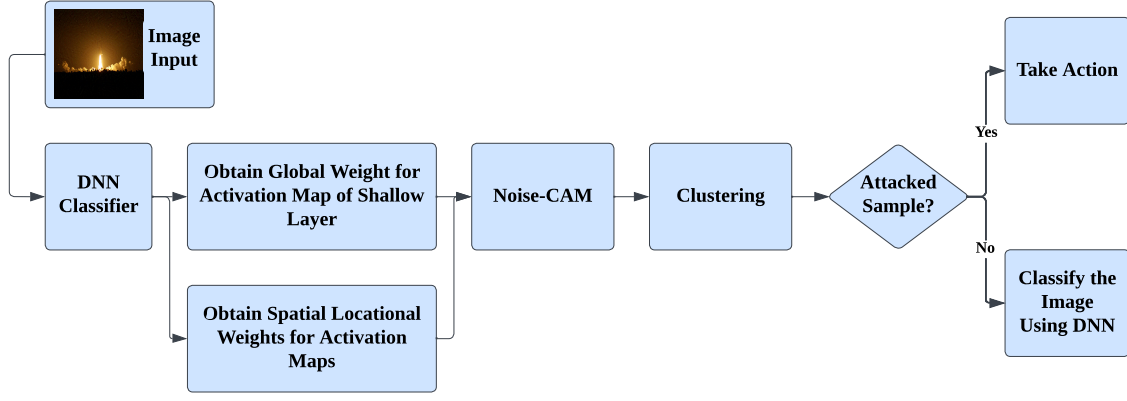 Image
Input
DNN
Classifier
Obtain Global Weight for
Activation Map of Shallow
Layer
Obtain Spatial Locational
Weights for Activation
Maps
Noise-CAM
Clustering
Attacked
Sample?
Yes
Take Action
No
Classify the
Image
Using DNN